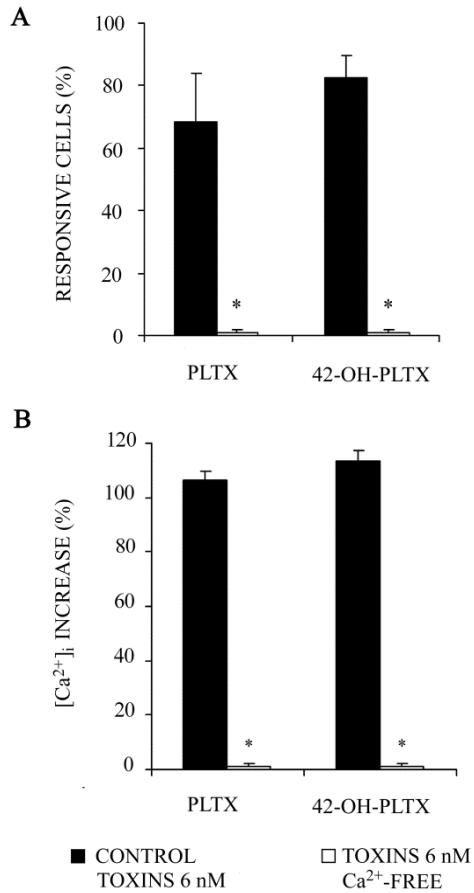 A
RESPONSIVE CELLS (%)
100
80
60
40
20
0
*
*
PLTX
42-OH-PLTX
B
[Ca²⁺]ᵢ INCREASE (%)
120
100
80
60
40
20
0
*
*
PLTX
42-OH-PLTX
CONTROL
TOXINS 6 nM
TOXINS 6 nM
Ca²⁺-FREE